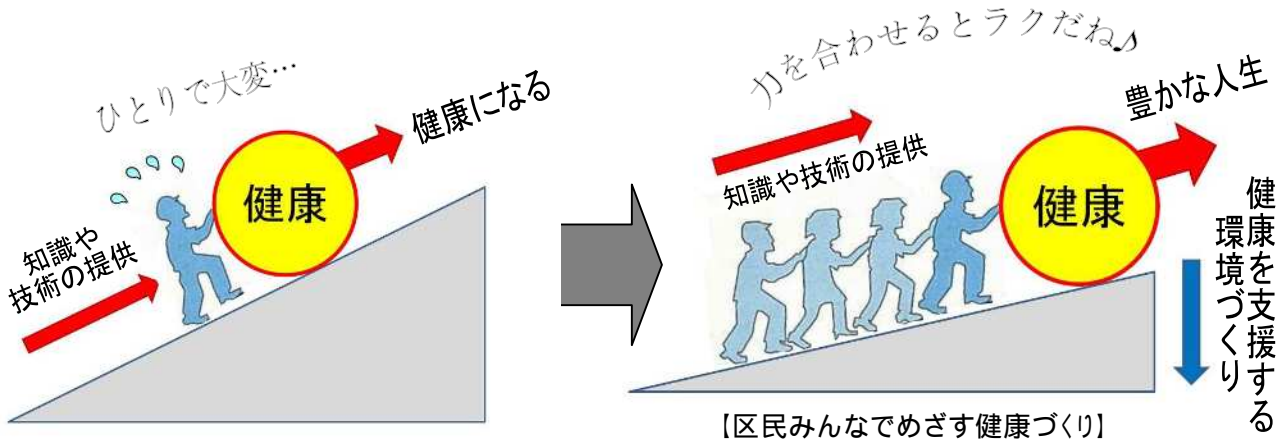 ひとりで大変…
健康になる
健康
知識や
技術の提供
力を合わせるとラクだね♪
豊かな人生
知識や技術の提供
健康
健康を支援する
環境づくり
【区民みんなでめざす健康づくり】